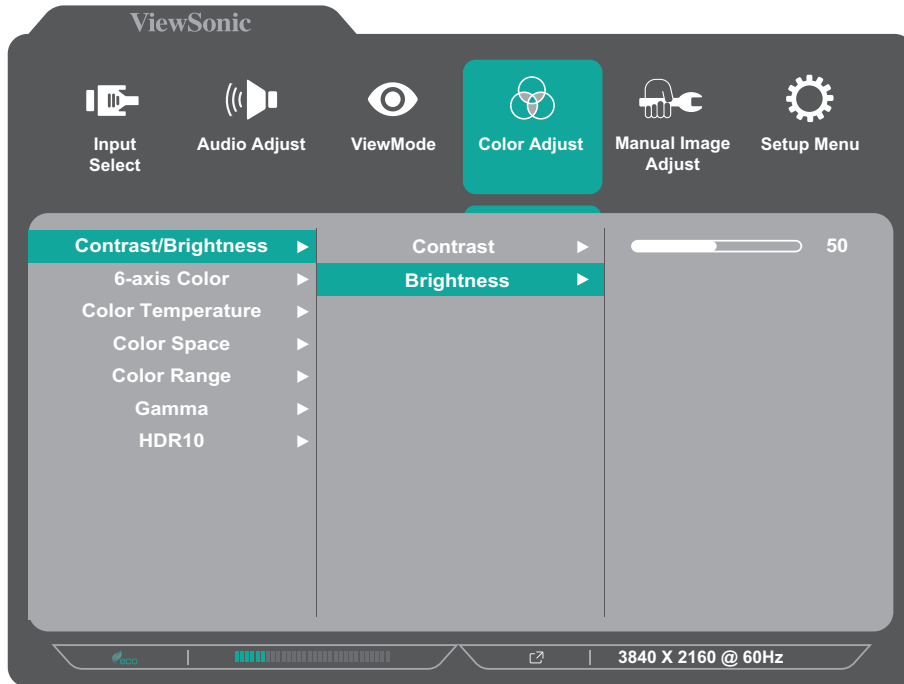 ViewSonic
Input Select
Audio Adjust
ViewMode
Color Adjust
Manual Image Adjust
Setup Menu
Contrast/Brightness
Contrast
50
6-axis Color
Brightness
Color Temperature
Color Space
Color Range
Gamma
HDR10
eco
3840 X 2160 @ 60Hz